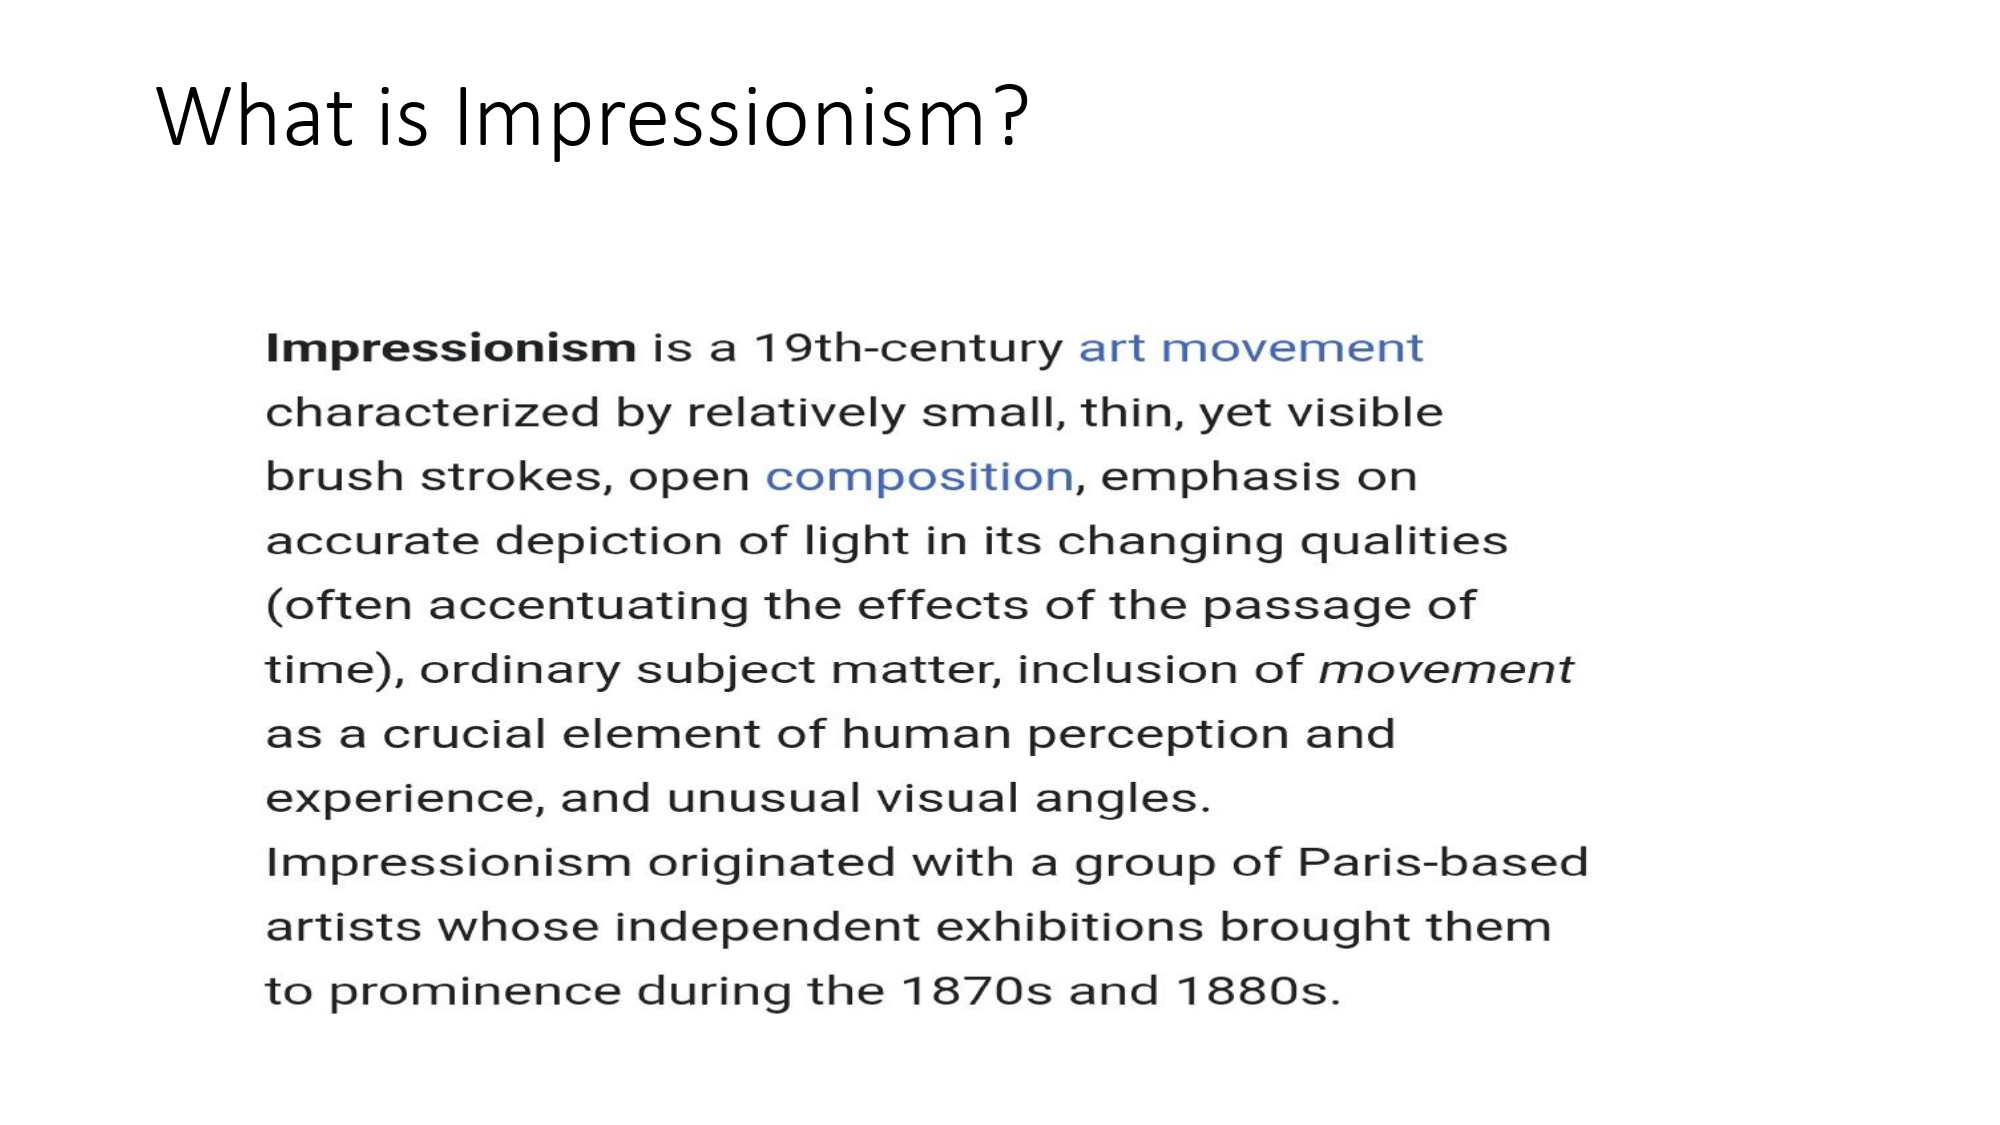 What is Impressionism?
Impressionism is a 19th-century art movement
characterized by relatively small, thin, yet visible
brush strokes, open composition, emphasis on
accurate depiction of light in its changing qualities
(often accentuating the effects of the passage of
time), ordinary subject matter, inclusion of movement
as a crucial element of human perception and
experience, and unusual visual angles.
Impressionism originated with a group of Paris-based
artists whose independent exhibitions brought them
to prominence during the 1870s and 1880s.